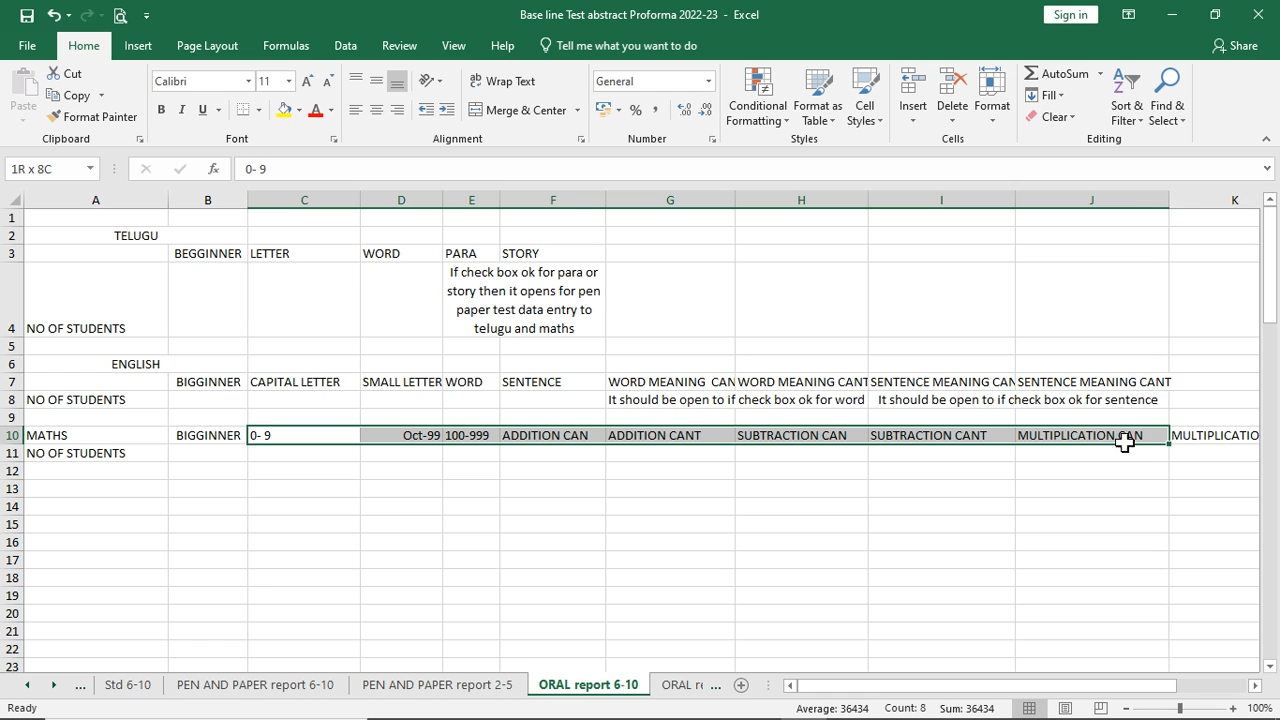 Base line Test abstract Proforma 2022-23 - Excel
Sign in
File Home Insert Page Layout Formulas Data Review View Help Tell me what you want to do Share
Paste
Cut
Copy
Format Painter
Clipboard
Calibri 11
B I U
Font
Wrap Text
Merge & Center
Alignment
General
Number
Conditional Formatting
Format as Table
Cell Styles
Styles
Insert Delete Format
Cells
AutoSum
Fill
Clear
Sort & Filter
Find & Select
Editing
1R x 8C fx 0- 9
A B C D E F G H I J K
1
2 TELUGU
3 BEGGINNER LETTER WORD PARA STORY
If check box ok for para or
story then it opens for pen
paper test data entry to
4 NO OF STUDENTS telugu and maths
5
6 ENGLISH
7 BIGGINNER CAPITAL LETTER SMALL LETTER WORD SENTENCE WORD MEANING CAN WORD MEANING CANT SENTENCE MEANING CAN SENTENCE MEANING CANT
8 NO OF STUDENTS It should be open to if check box ok for word It should be open to if check box ok for sentence
9
10 MATHS BIGGINNER 0- 9 Oct-99 100-999 ADDITION CAN ADDITION CANT SUBTRACTION CAN SUBTRACTION CANT MULTIPLICATION CAN MULTIPLICATIO
11 NO OF STUDENTS
12
13
14
15
16
17
18
19
20
21
22
23
... Std 6-10 PEN AND PAPER report 6-10 PEN AND PAPER report 2-5 ORAL report 6-10 ORAL re ...
Ready Average: 36434 Count: 8 Sum: 36434 100%